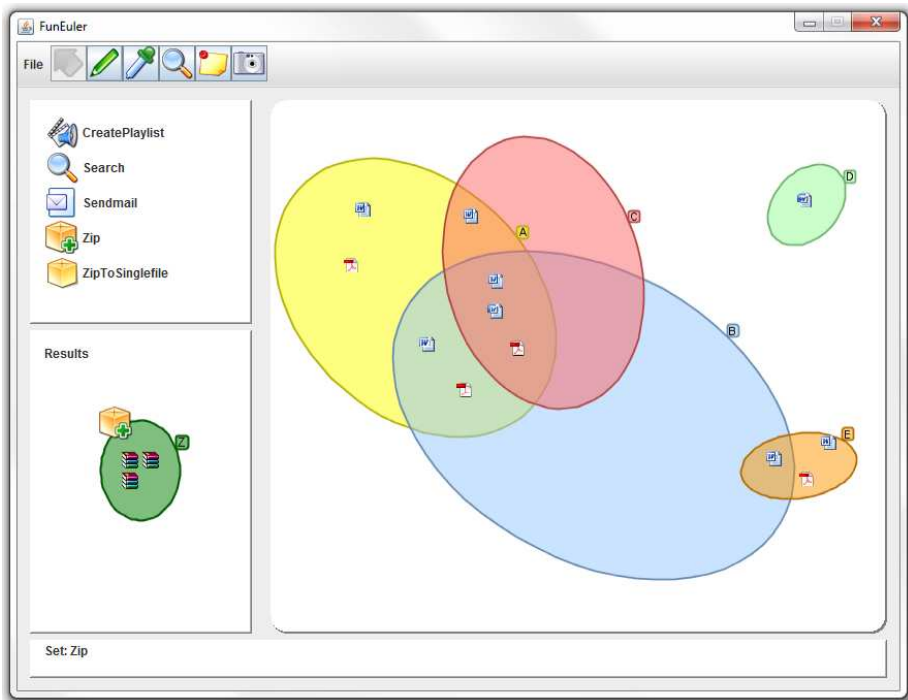 FunEuler
File
CreatePlaylist
Search
Sendmail
Zip
ZipToSinglefile
Results
Z
A
C
D
B
E
Set: Zip